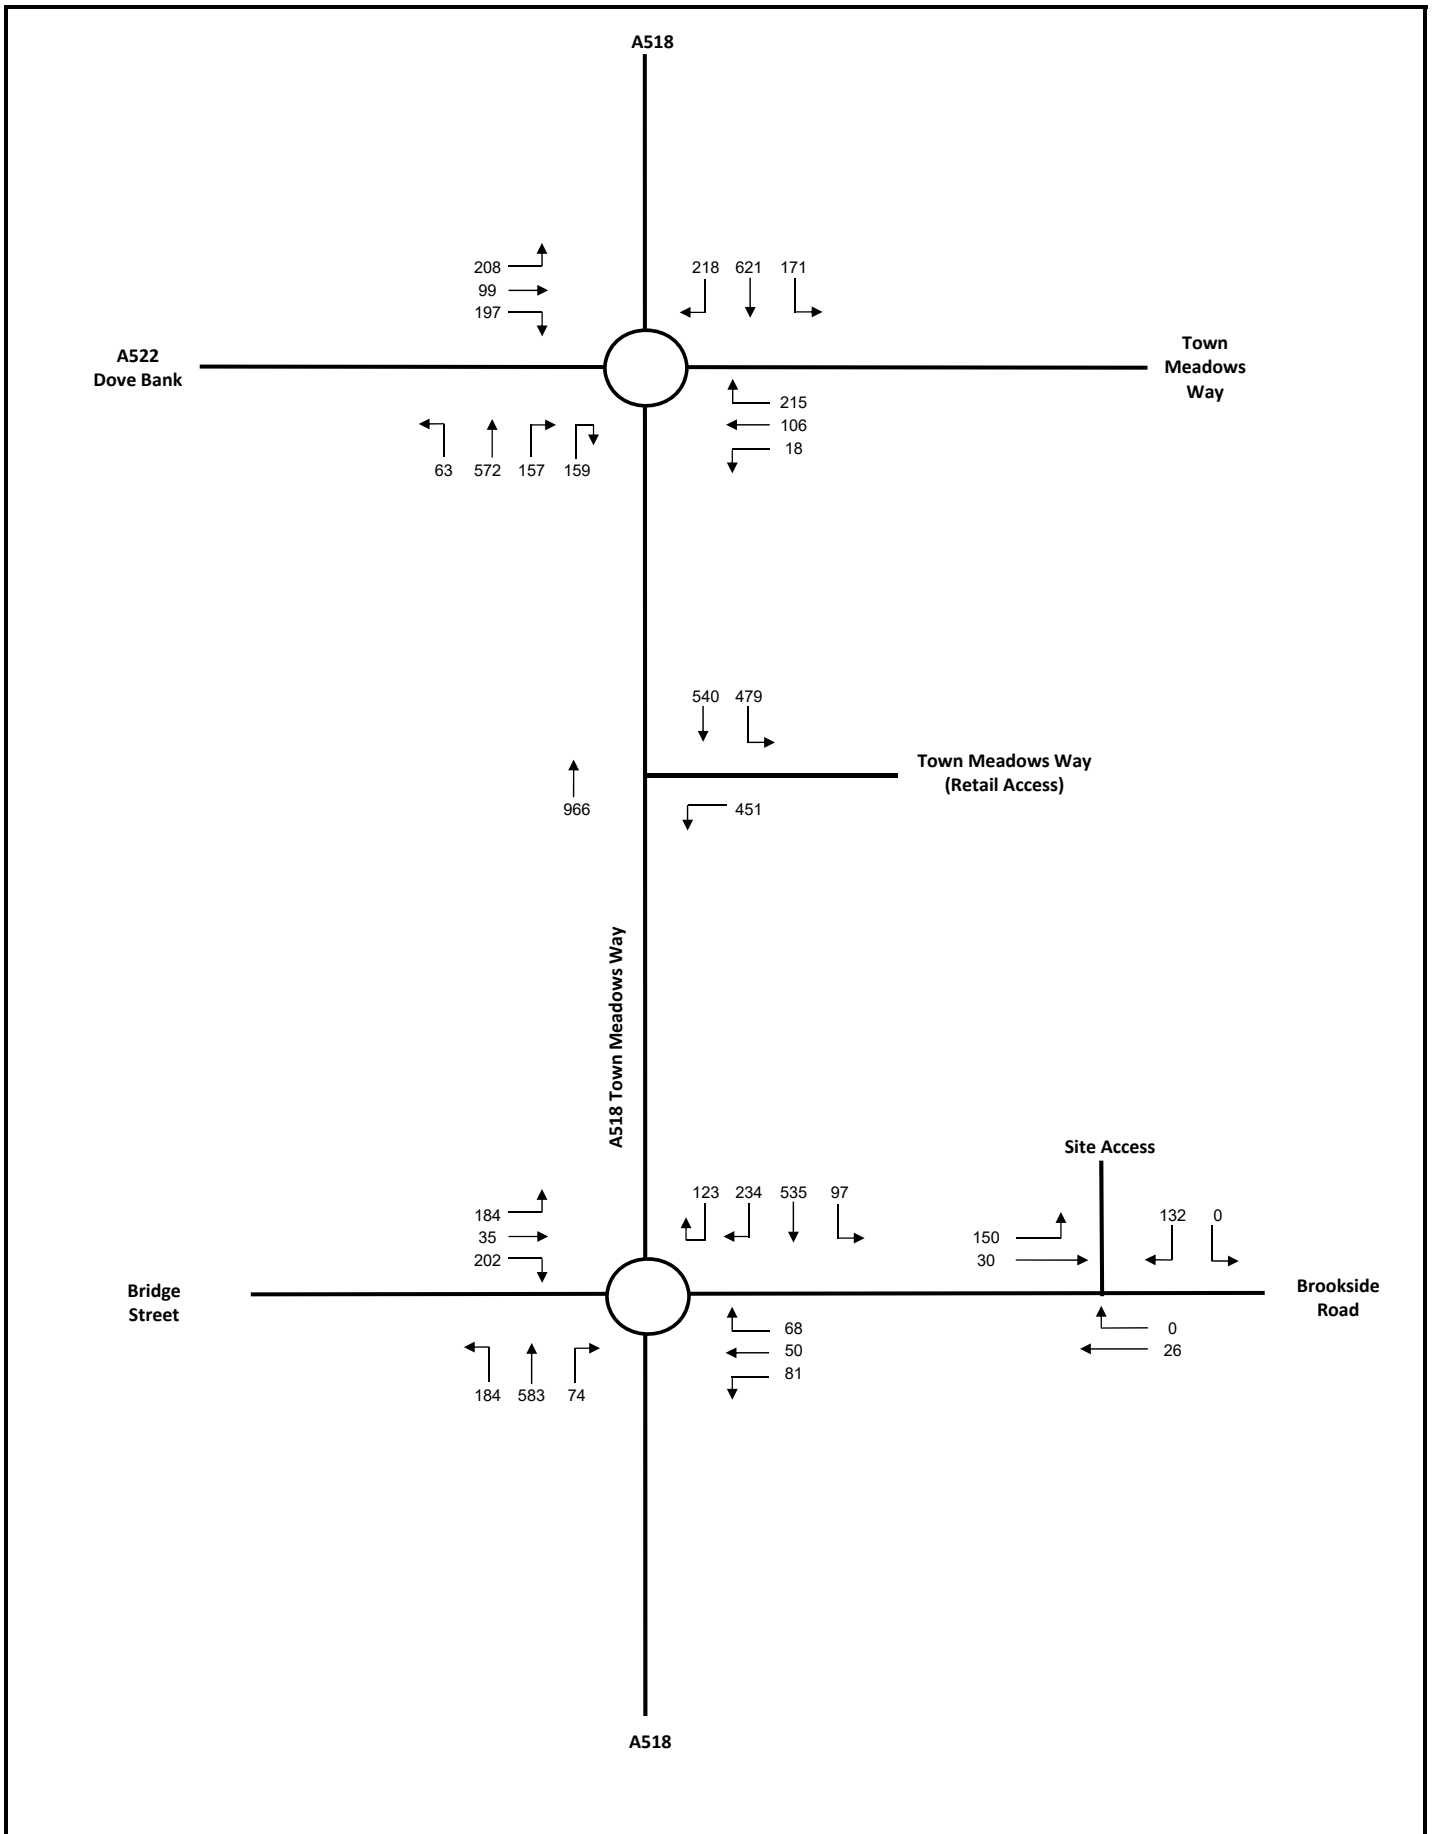 A518
208
99
197
218 621 171
A522
Dove Bank
Town
Meadows
Way
215
106
18
63 572 157 159
540 479
Town Meadows Way
(Retail Access)
966
451
A518 Town Meadows Way
Site Access
184
35
202
123 234 535 97
150
30
132 0
Bridge
Street
Brookside
Road
68
50
81
0
26
184 583 74
A518